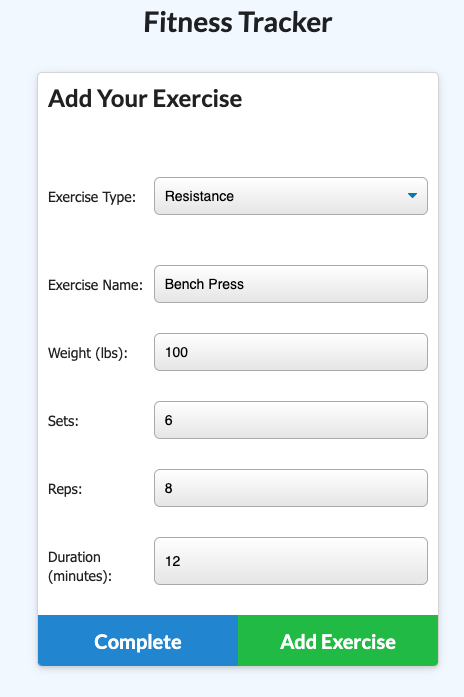 Fitness Tracker
Add Your Exercise
Exercise Type: Resistance
Exercise Name: Bench Press
Weight (lbs): 100
Sets: 6
Reps: 8
Duration
(minutes): 12
Complete Add Exercise